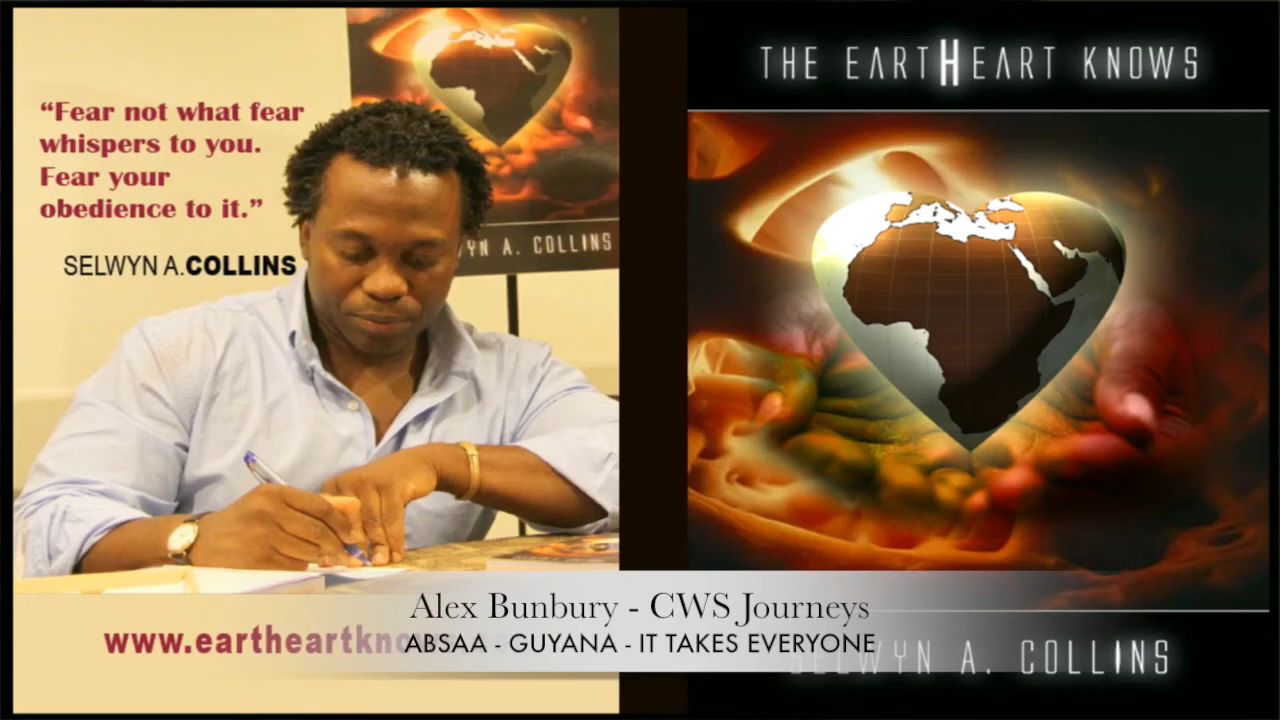 “Fear not what fear
whispers to you.
Fear your
obedience to it.”
SELWYN A.COLLINS
YN A. COLLINS
www.eartheartkno
THE EARTHEART KNOWS
SELWYN A. COLLINS
Alex Bunbury - CWS Journeys
ABSAA - GUYANA - IT TAKES EVERYONE